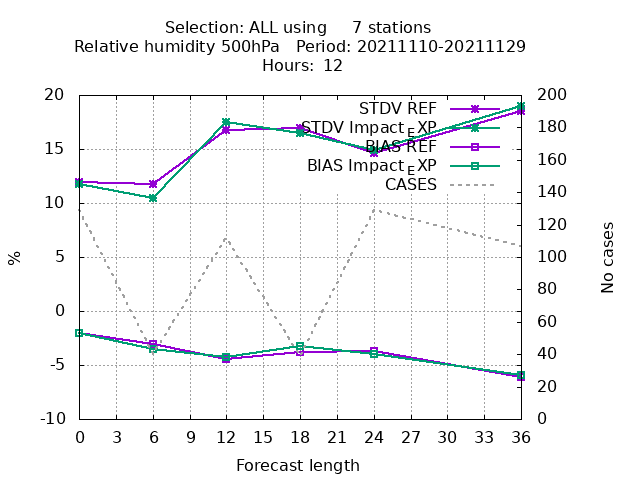 Selection: ALL using 7 stations
Relative humidity 500hPa Period: 20211110-20211129
Hours: 12
20
15
10
5
0
-5
-10
%
STDV REF
STDV Impact_EXP
BIAS REF
BIAS Impact_EXP
CASES
200
180
160
140
120
100
80
60
40
20
0
No cases
0 3 6 9 12 15 18 21 24 27 30 33 36
Forecast length